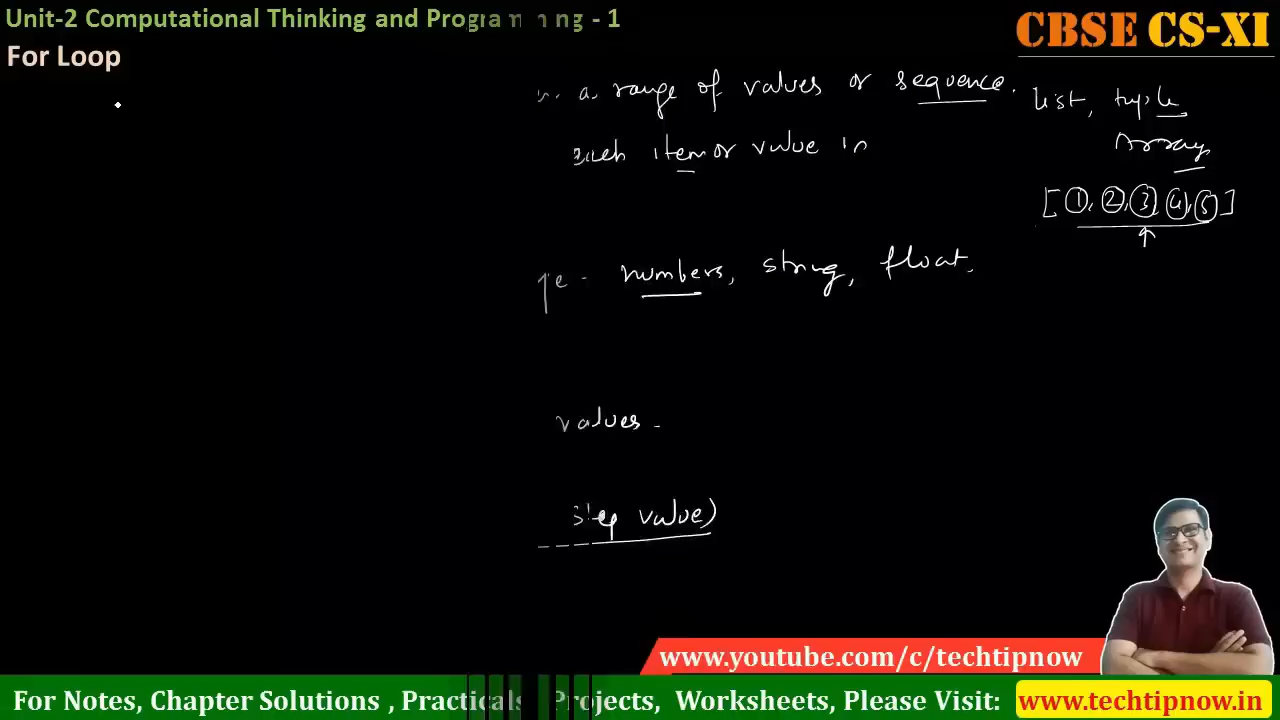 Unit-2 Computational Thinking and Programming - 1
CBSE CS-XI
For Loop
a range of values or sequence.
list, tuple
Array
each item or value in
[1, 2, 3, 4, 5]
numbers, string, float,
values.
step value)
www.youtube.com/c/techtipnow
For Notes, Chapter Solutions , Practicals Projects, Worksheets, Please Visit: www.techtipnow.in